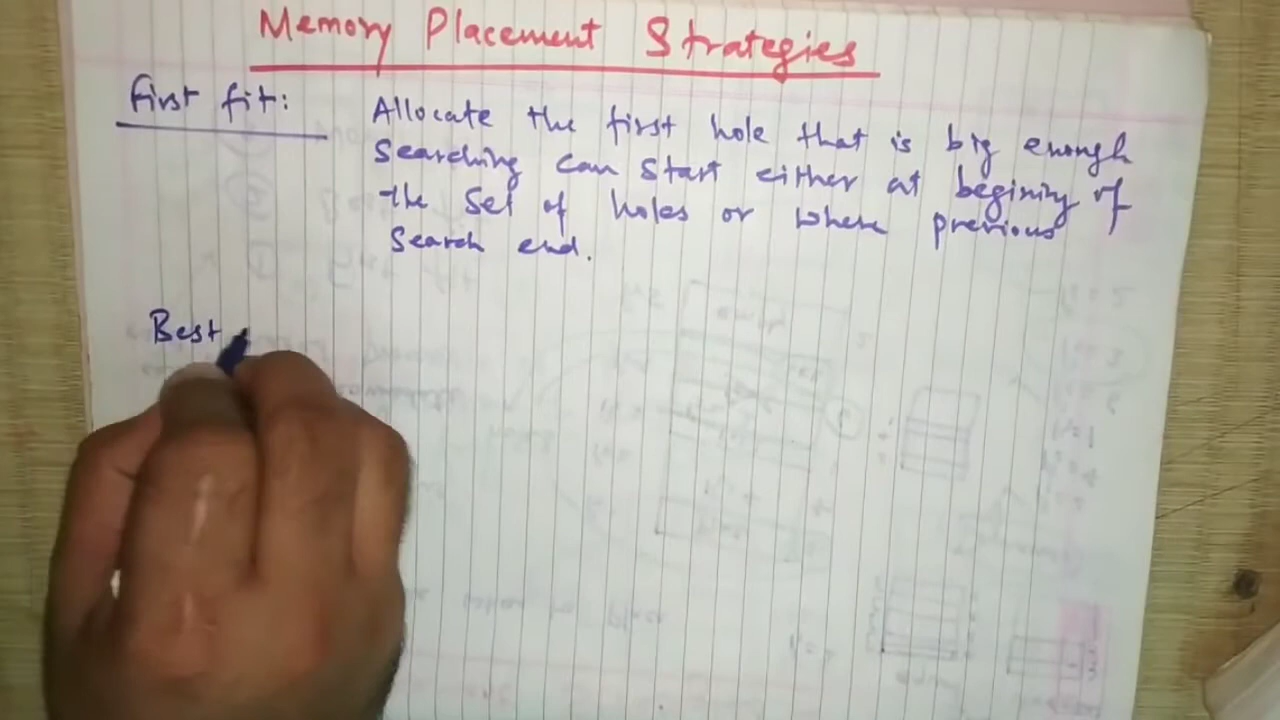 Memory Placement Strategies
First fit: Allocate the first hole that is big enough
Searching can start either at begining of
the set of holes or where previous
search end.
Best